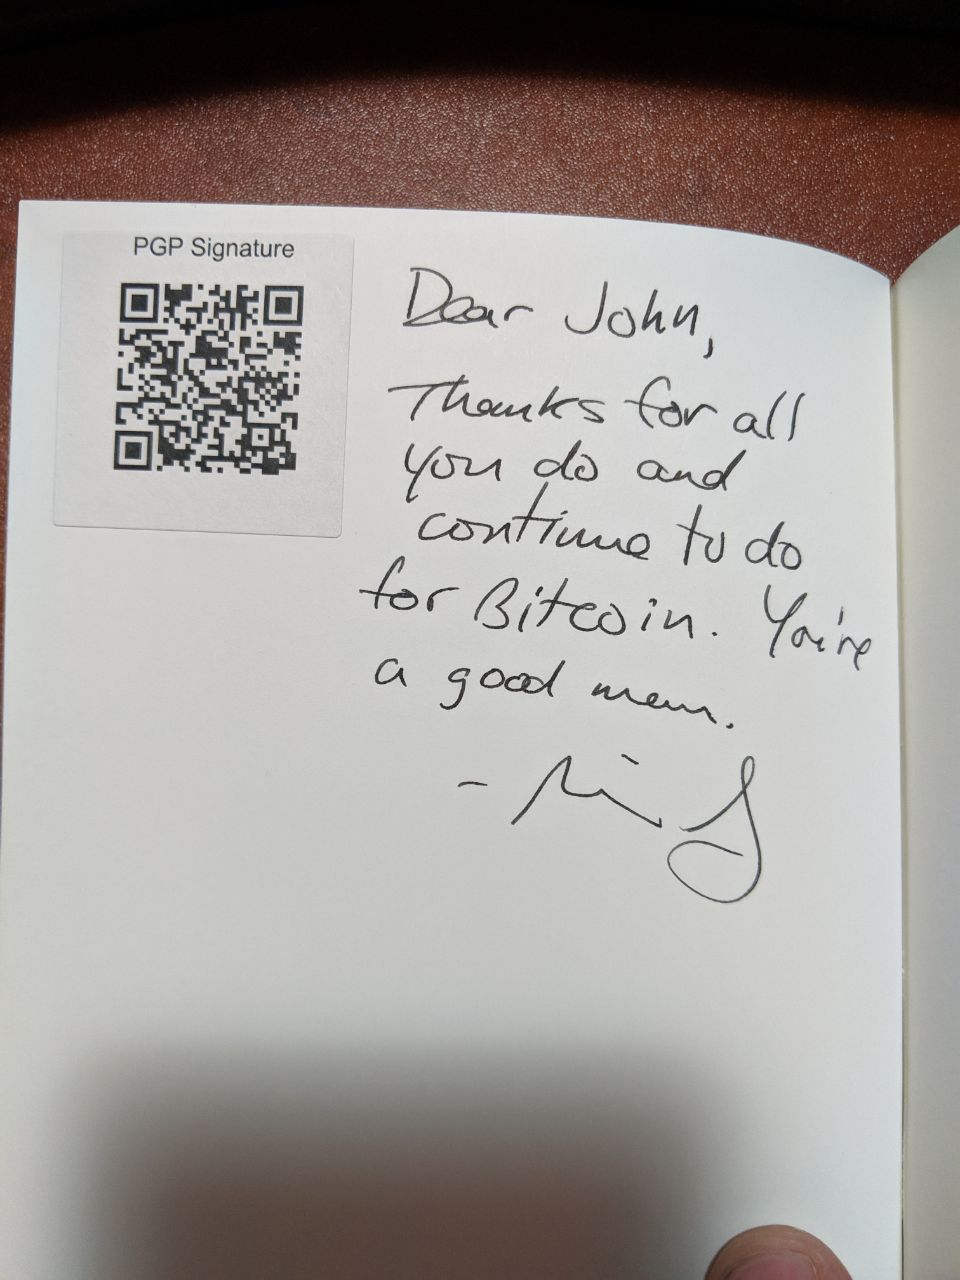 PGP Signature
Dear John,
Thanks for all
you do and
continue to do
for Bitcoin. You're
a good man.